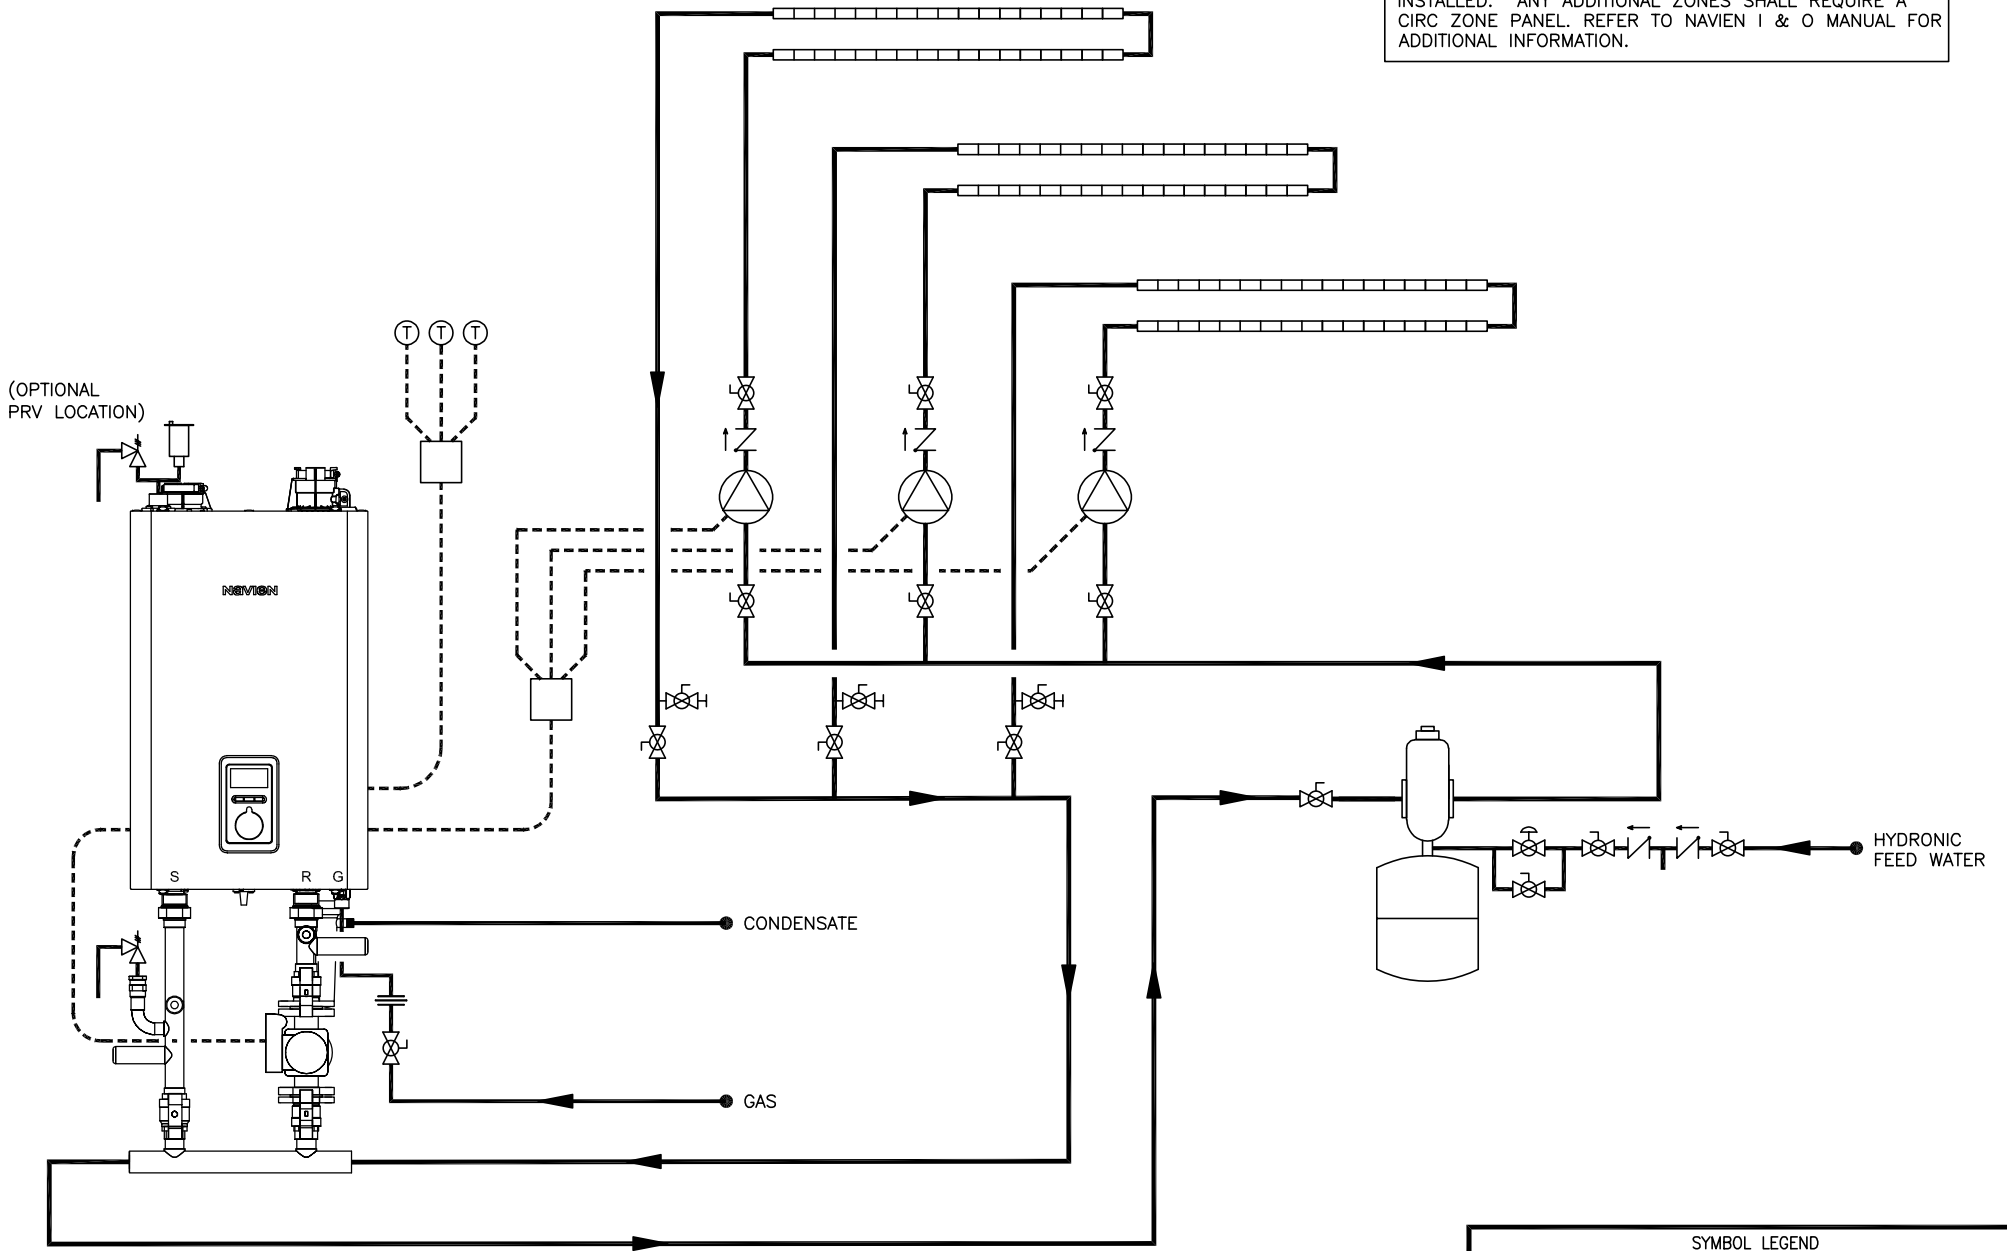 INSTALLED. ANY ADDITIONAL ZONES SHALL REQUIRE A
CIRC ZONE PANEL. REFER TO NAVIEN I & O MANUAL FOR
ADDITIONAL INFORMATION.
T T T
(OPTIONAL
PRV LOCATION)
NAVIEN
S R G
HYDRONIC
FEED WATER
CONDENSATE
GAS
SYMBOL LEGEND